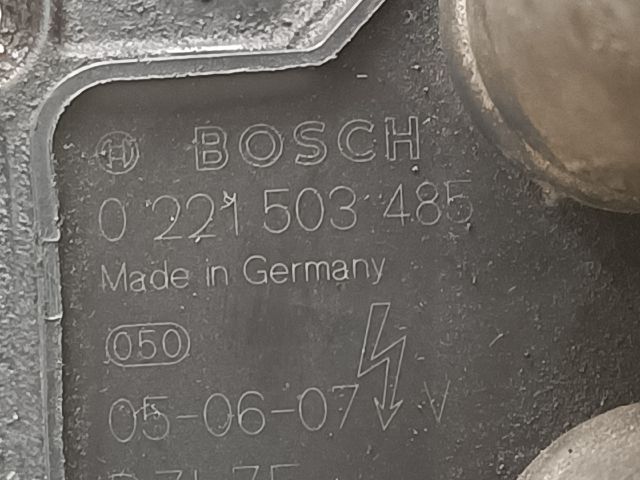 BOSCH
0 221 503 485
Made in Germany
050
05-06-07 V